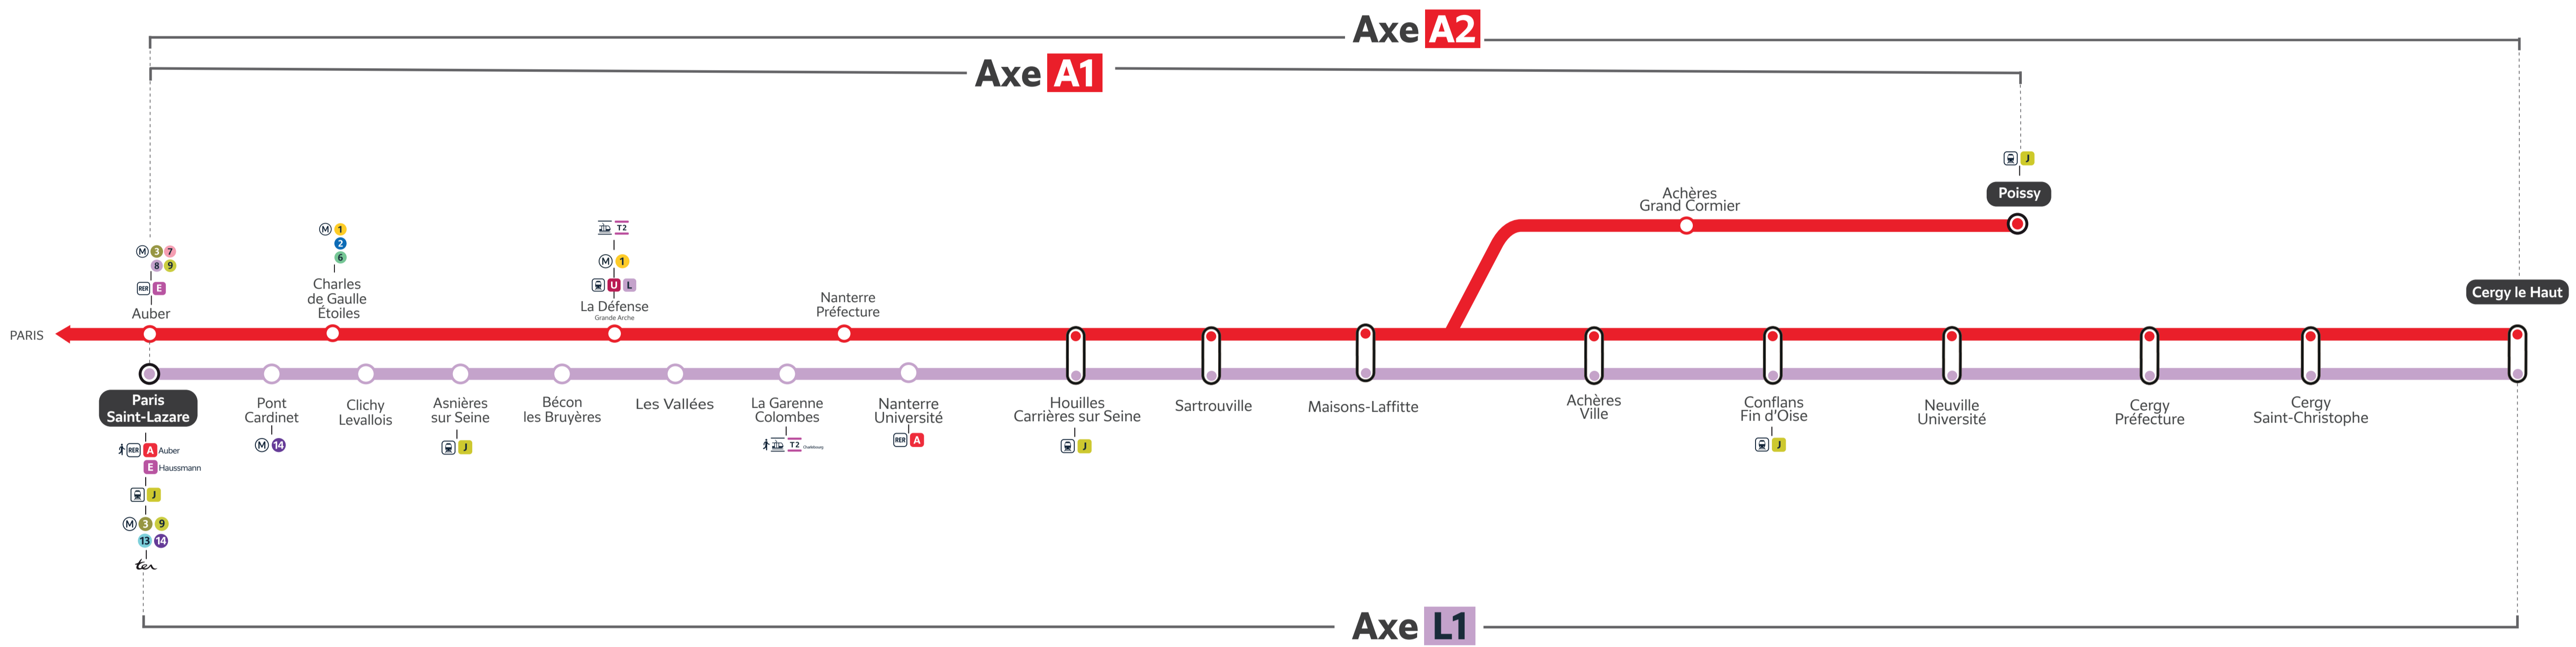 Axe A2
Axe A1
J
Poissy
Achères
Grand Cormier
M 3 7
8 9
RER E
Auber
M 1
2
6
Charles
de Gaulle
Étoiles
T2
M 1
U L
La Défense
Grande Arche
Nanterre
Préfecture
Cergy le Haut
PARIS
Paris
Saint-Lazare
RER A Auber
E Haussmann
J
M 3 9
13 14
ter
Pont
Cardinet
M 14
Clichy
Levallois
Asnières
sur Seine
J
Bécon
les Bruyères
Les Vallées
La Garenne
Colombes
T2 Charlebourg
Nanterre
Université
RER A
Houilles
Carrières sur Seine
J
Sartrouville
Maisons-Laffitte
Achères
Ville
Conflans
Fin d'Oise
J
Neuville
Université
Cergy
Préfecture
Cergy
Saint-Christophe
Axe L1